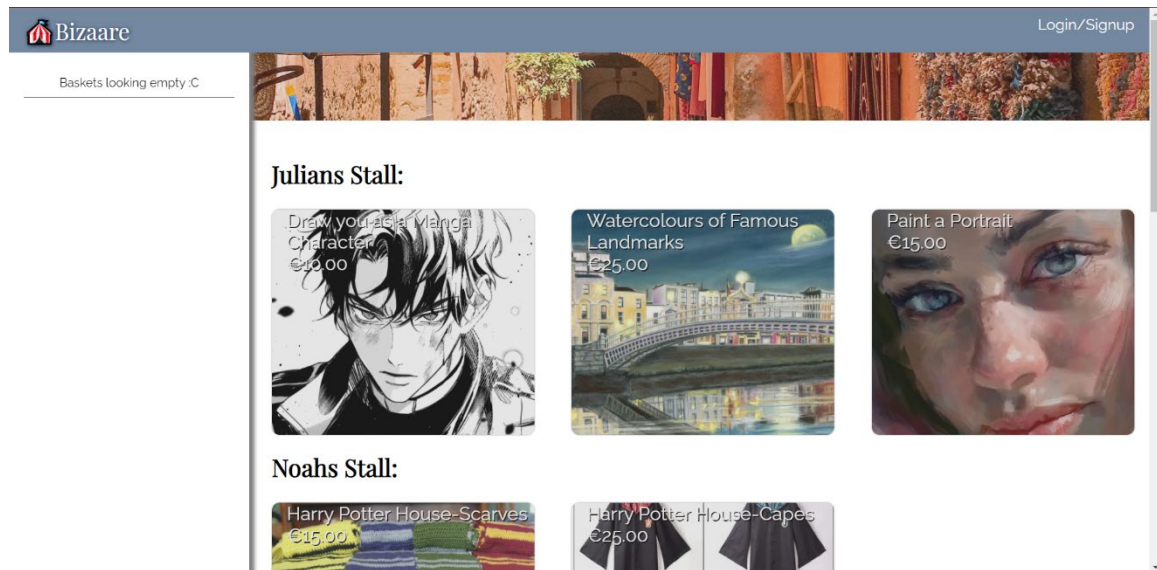 Bizaare
Login/Signup
Baskets looking empty :C
Julians Stall:
Draw you as a Manga
Character
€10.00
Watercolours of Famous
Landmarks
€25.00
Paint a Portrait
€15.00
Noahs Stall:
Harry Potter House-Scarves
€15.00
Harry Potter House-Capes
€25.00